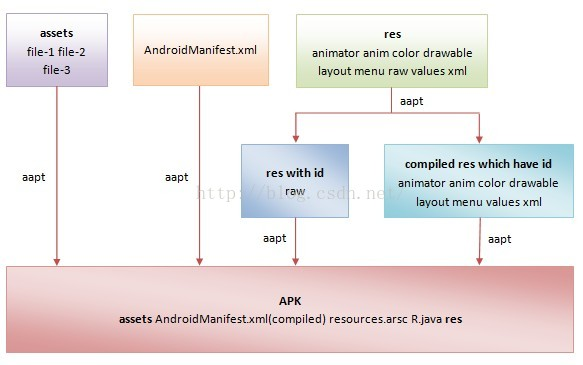 assets
file-1 file-2
file-3
AndroidManifest.xml
res
animator anim color drawable
layout menu raw values xml
aapt
res with id
raw
compiled res which have id
animator anim color drawable
layout menu values xml
aapt
aapt
aapt
aapt
http://blog.csdn.net
APK
assets AndroidManifest.xml(compiled) resources.arsc R.java res